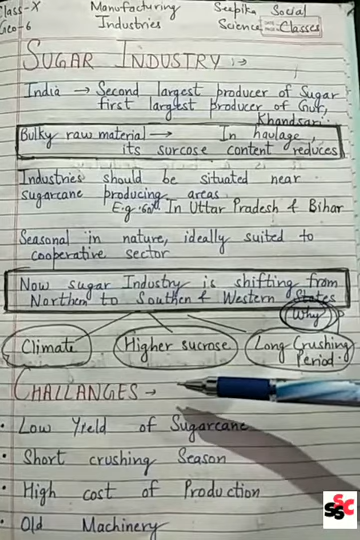 Class-X Manufacturing Deepika Social
Geo-6 Industries Science Classes
SUGAR INDUSTRY :→
India → Second largest producer of Sugar
first largest producer of Gur,
Khandsari
Bulky raw material → In haulage,
its surcose content reduces
Industries should be situated near
sugarcane producing areas.
E.g. 60% In Uttar Pradesh & Bihar
Seasonal in nature, ideally suited to
cooperative sector
Now sugar Industry is shifting from
Northen to Southen & Western States
Why
Climate Higher sucrose Long Crushing
Period.
CHALLANGES →
• Low Yield of Sugarcane
• Short crushing Season
• High cost of Production
• Old Machinery
SSC